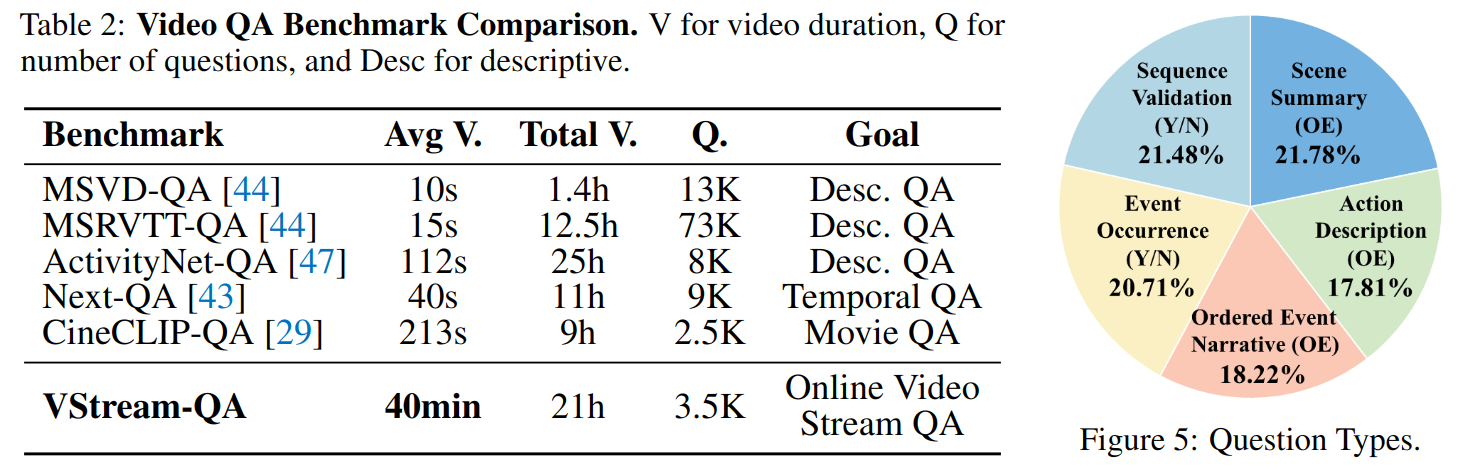 Table 2: Video QA Benchmark Comparison. V for video duration, Q for
number of questions, and Desc for descriptive.
Benchmark Avg V. Total V. Q. Goal
MSVD-QA [44] 10s 1.4h 13K Desc. QA
MSRVTT-QA [44] 15s 12.5h 73K Desc. QA
ActivityNet-QA [47] 112s 25h 8K Desc. QA
Next-QA [43] 40s 11h 9K Temporal QA
CineCLIP-QA [29] 213s 9h 2.5K Movie QA
VStream-QA 40min 21h 3.5K Online Video
Stream QA
Sequence
Validation
(Y/N)
21.48%
Scene
Summary
(OE)
21.78%
Event
Occurrence
(Y/N)
20.71%
Action
Description
(OE)
17.81%
Ordered Event
Narrative (OE)
18.22%
Figure 5: Question Types.